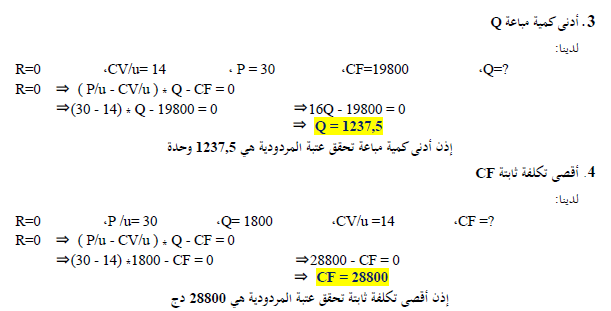 3. أدنى كمية مباعة Q
لدينا:
R=0 ،CV/u= 14 ، P = 30 ،CF=19800 ،Q=?
R=0 ⇒ ( P/u - CV/u ) * Q - CF = 0
⇒(30 - 14) * Q - 19800 = 0 ⇒16Q - 19800 = 0
⇒ Q = 1237,5
إذن أدنى كمية مباعة تحقق عتبة المردودية هي 1237,5 وحدة
4. أقصى تكلفة ثابتة CF
لدينا:
R=0 ،P /u= 30 ،Q= 1800 ،CV/u =14 ،CF =?
R=0 ⇒ ( P/u - CV/u ) * Q - CF = 0
⇒(30 - 14) *1800 - CF = 0 ⇒28800 - CF = 0
⇒ CF = 28800
إذن أقصى تكلفة ثابتة تحقق عتبة المردودية هي 28800 دج